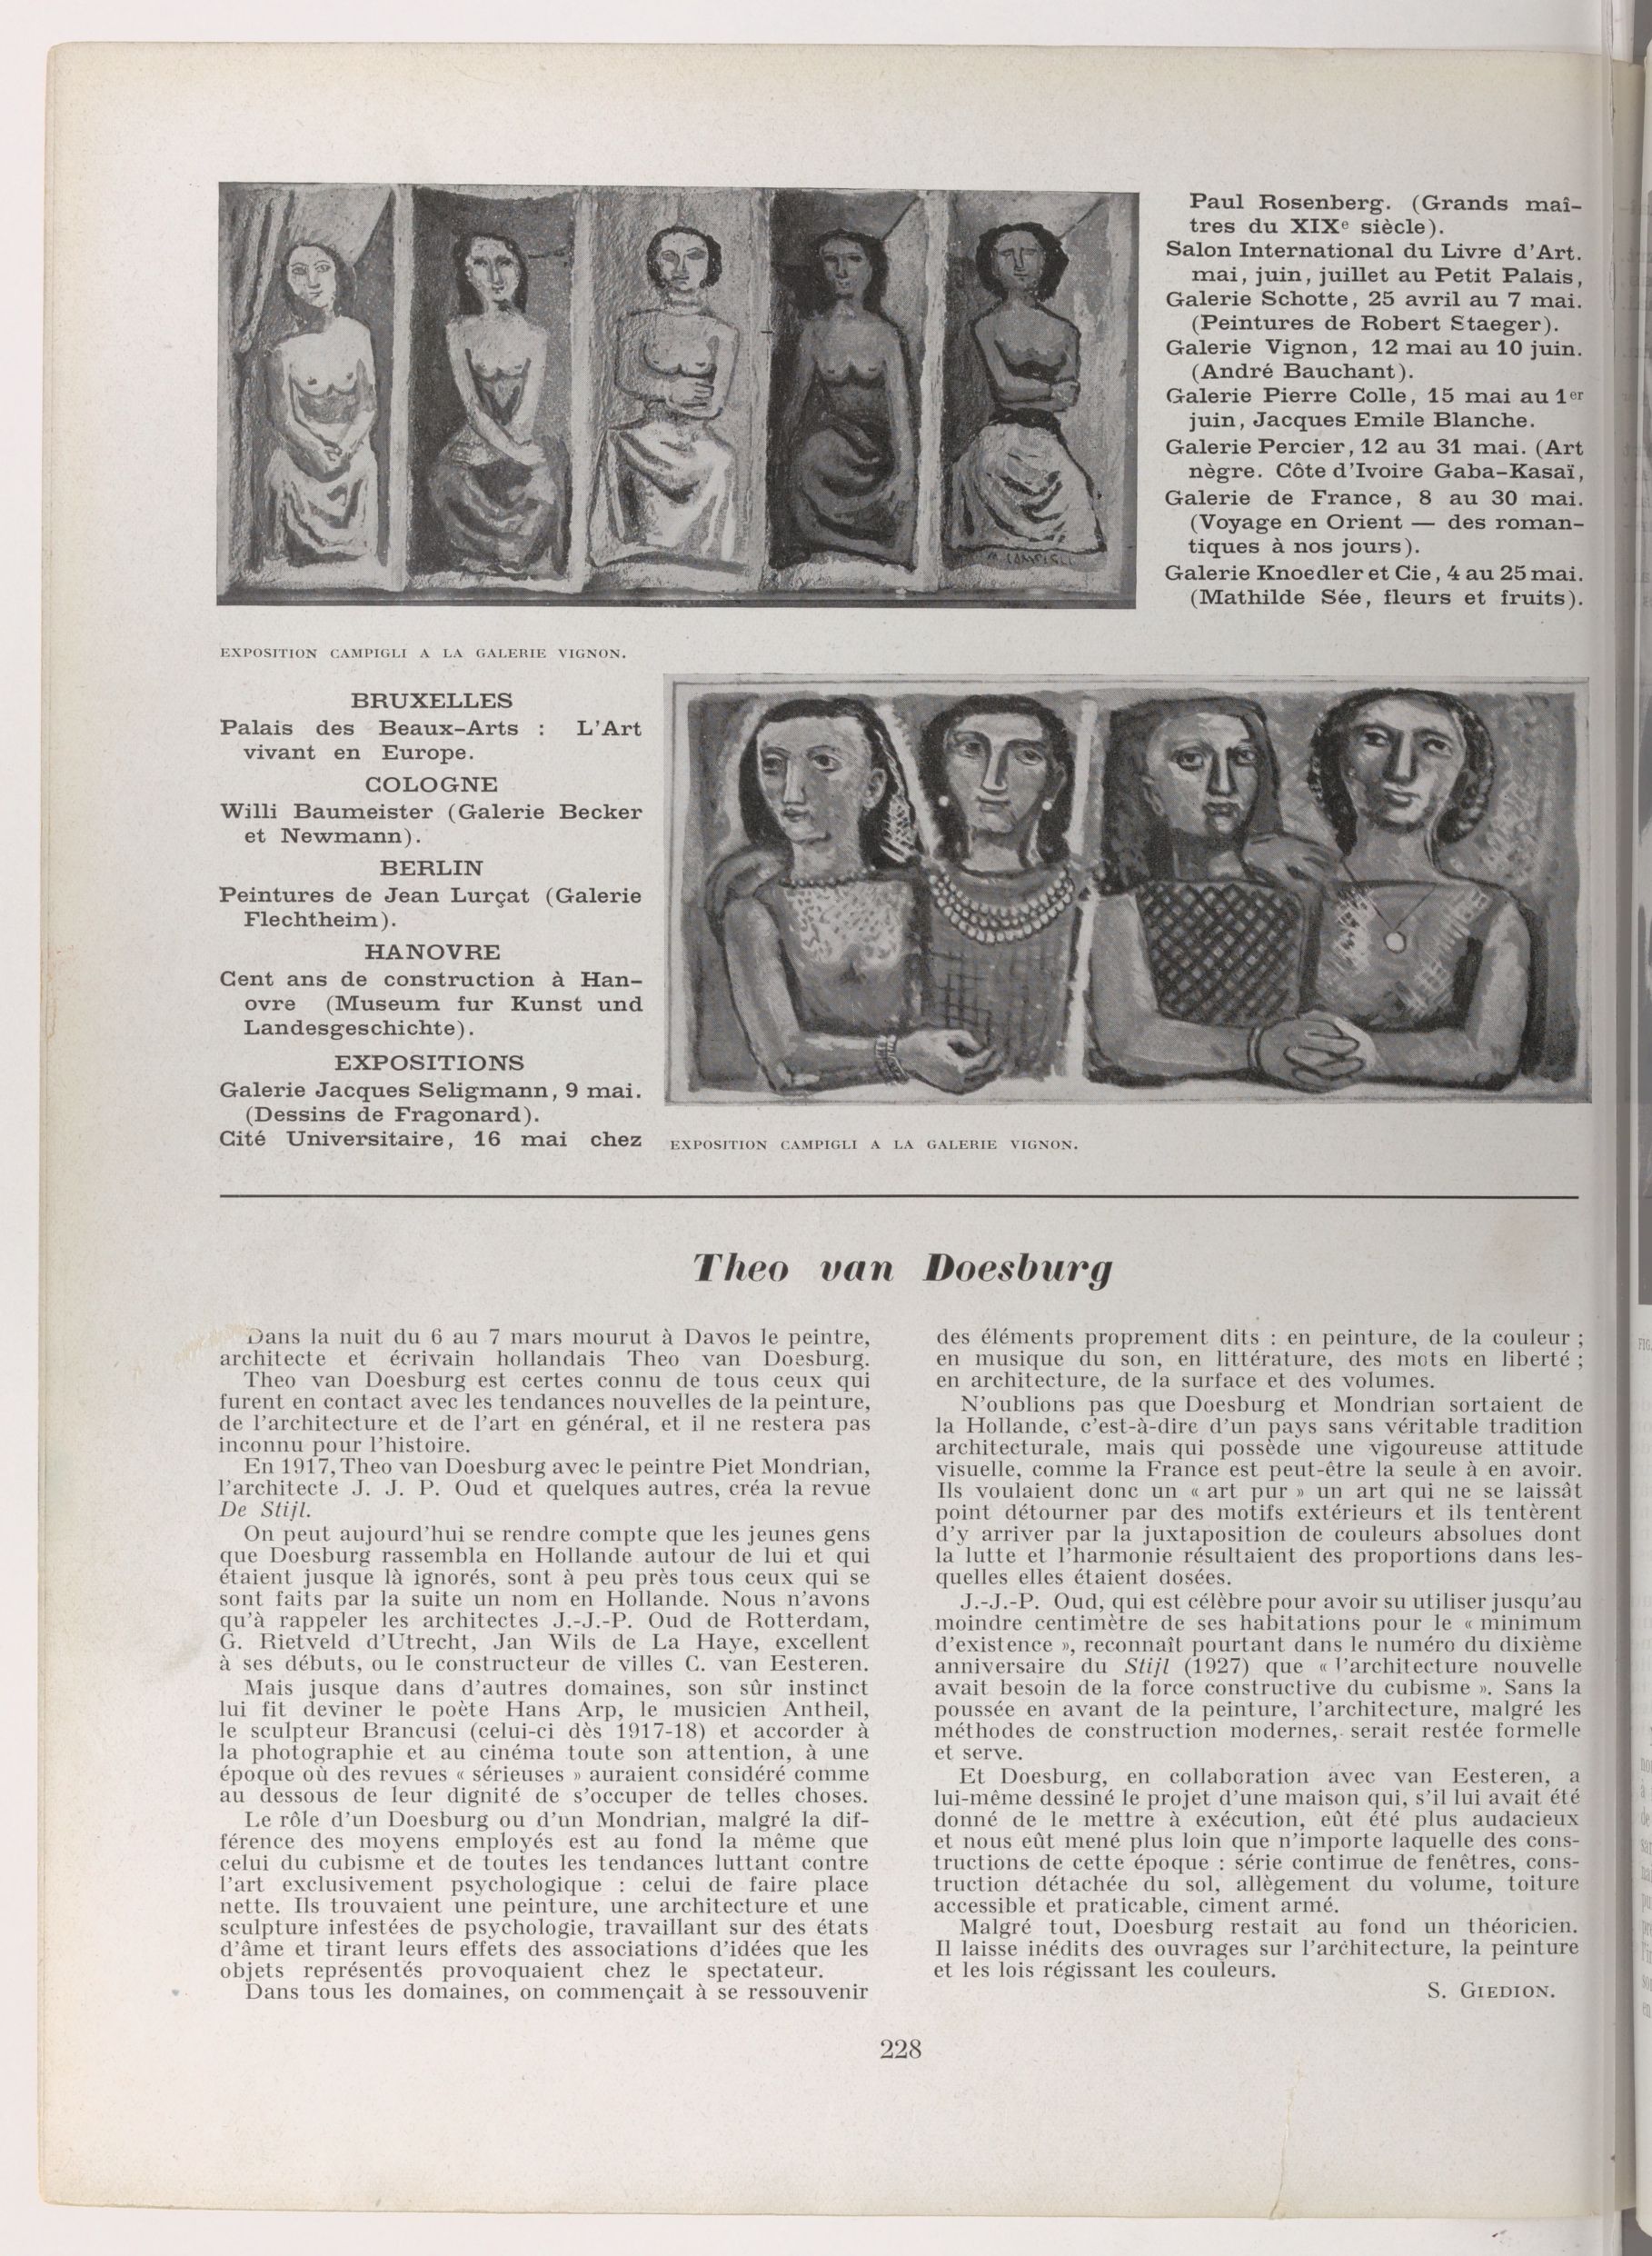 EXPOSITION CAMPIGLI A LA GALERIE VIGNON.
BRUXELLES
Palais des Beaux-Arts : L'Art
vivant en Europe.
COLOGNE
Willi Baumeister (Galerie Becker
et Newmann).
BERLIN
Peintures de Jean Lurçat (Galerie
Flechtheim).
HANOVRE
Cent ans de construction à Han-
ovre (Museum fur Kunst und
Landesgeschichte).
EXPOSITIONS
Galerie Jacques Seligmann, 9 mai.
(Dessins de Fragonard).
Cité Universitaire, 16 mai chez
Paul Rosenberg. (Grands maî-
tres du XIXe siècle).
Salon International du Livre d'Art.
mai, juin, juillet au Petit Palais,
Galerie Schotte, 25 avril au 7 mai.
(Peintures de Robert Staeger).
Galerie Vignon, 12 mai au 10 juin.
(André Bauchant).
Galerie Pierre Colle, 15 mai au 1er
juin, Jacques Emile Blanche.
Galerie Percier, 12 au 31 mai. (Art
nègre. Côte d'Ivoire Gaba-Kasaï,
Galerie de France, 8 au 30 mai.
(Voyage en Orient — des roman-
tiques à nos jours).
Galerie Knoedler et Cie, 4 au 25 mai.
(Mathilde Sée, fleurs et fruits).
EXPOSITION CAMPIGLI A LA GALERIE VIGNON.
Theo van Doesburg
Dans la nuit du 6 au 7 mars mourut à Davos le peintre,
architecte et écrivain hollandais Theo van Doesburg.
Theo van Doesburg est certes connu de tous ceux qui
furent en contact avec les tendances nouvelles de la peinture,
de l'architecture et de l'art en général, et il ne restera pas
inconnu pour l'histoire.
En 1917, Theo van Doesburg avec le peintre Piet Mondrian,
l'architecte J. J. P. Oud et quelques autres, créa la revue
De Stijl.
On peut aujourd'hui se rendre compte que les jeunes gens
que Doesburg rassembla en Hollande autour de lui et qui
étaient jusque là ignorés, sont à peu près tous ceux qui se
sont faits par la suite un nom en Hollande. Nous n'avons
qu'à rappeler les architectes J.-J.-P. Oud de Rotterdam,
G. Rietveld d'Utrecht, Jan Wils de La Haye, excellent
à ses débuts, ou le constructeur de villes C. van Eesteren.
Mais jusque dans d'autres domaines, son sûr instinct
lui fit deviner le poète Hans Arp, le musicien Antheil,
le sculpteur Brancusi (celui-ci dès 1917-18) et accorder à
la photographie et au cinéma toute son attention, à une
époque où des revues « sérieuses » auraient considéré comme
au dessous de leur dignité de s'occuper de telles choses.
Le rôle d'un Doesburg ou d'un Mondrian, malgré la dif-
férence des moyens employés est au fond la même que
celui du cubisme et de toutes les tendances luttant contre
l'art exclusivement psychologique : celui de faire place
nette. Ils trouvaient une peinture, une architecture et une
sculpture infestées de psychologie, travaillant sur des états
d'âme et tirant leurs effets des associations d'idées que les
objets représentés provoquaient chez le spectateur.
Dans tous les domaines, on commençait à se ressouvenir
des éléments proprement dits : en peinture, de la couleur ;
en musique du son, en littérature, des mots en liberté ;
en architecture, de la surface et des volumes.
N'oublions pas que Doesburg et Mondrian sortaient de
la Hollande, c'est-à-dire d'un pays sans véritable tradition
architecturale, mais qui possède une vigoureuse attitude
visuelle, comme la France est peut-être la seule à en avoir.
Ils voulaient donc un « art pur » un art qui ne se laissât
point détourner par des motifs extérieurs et ils tentèrent
d'y arriver par la juxtaposition de couleurs absolues dont
la lutte et l'harmonie résultaient des proportions dans les-
quelles elles étaient dosées.
J.-J.-P. Oud, qui est célèbre pour avoir su utiliser jusqu'au
moindre centimètre de ses habitations pour le « minimum
d'existence », reconnaît pourtant dans le numéro du dixième
anniversaire du Stijl (1927) que « l'architecture nouvelle
avait besoin de la force constructive du cubisme ». Sans la
poussée en avant de la peinture, l'architecture, malgré les
méthodes de construction modernes, serait restée formelle
et serve.
Et Doesburg, en collaboration avec van Eesteren, a
lui-même dessiné le projet d'une maison qui, s'il lui avait été
donné de le mettre à exécution, eût été plus audacieux
et nous eût mené plus loin que n'importe laquelle des cons-
tructions de cette époque : série continue de fenêtres, cons-
truction détachée du sol, allègement du volume, toiture
accessible et praticable, ciment armé.
Malgré tout, Doesburg restait au fond un théoricien.
Il laisse inédits des ouvrages sur l'architecture, la peinture
et les lois régissant les couleurs.
S. GIEDION.
228